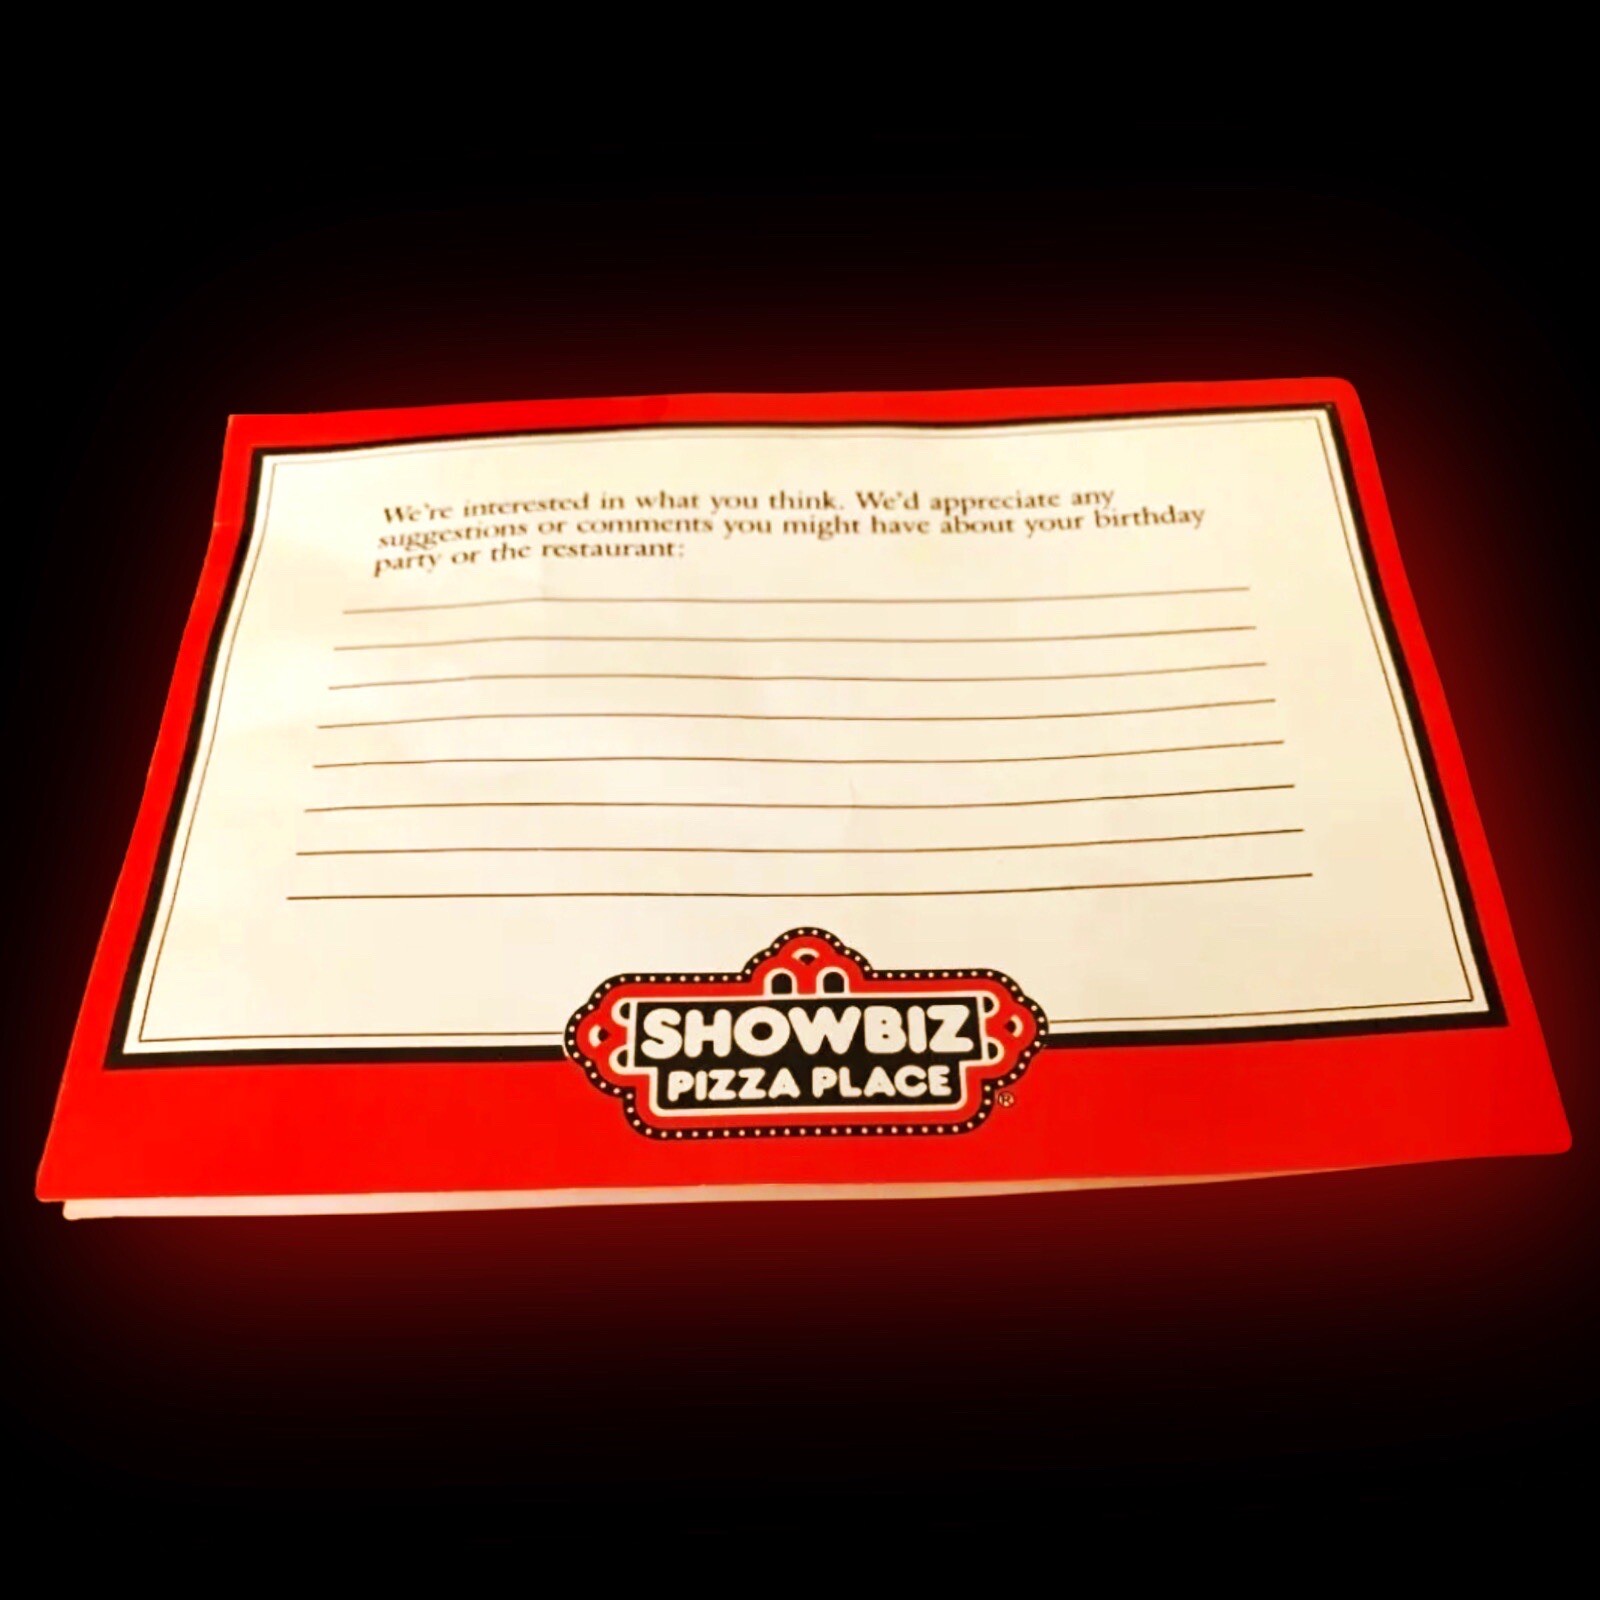 We're interested in what you think. We'd appreciate any
suggestions or comments you might have about your birthday
party or the restaurant:
SHOWBIZ
PIZZA PLACE
®